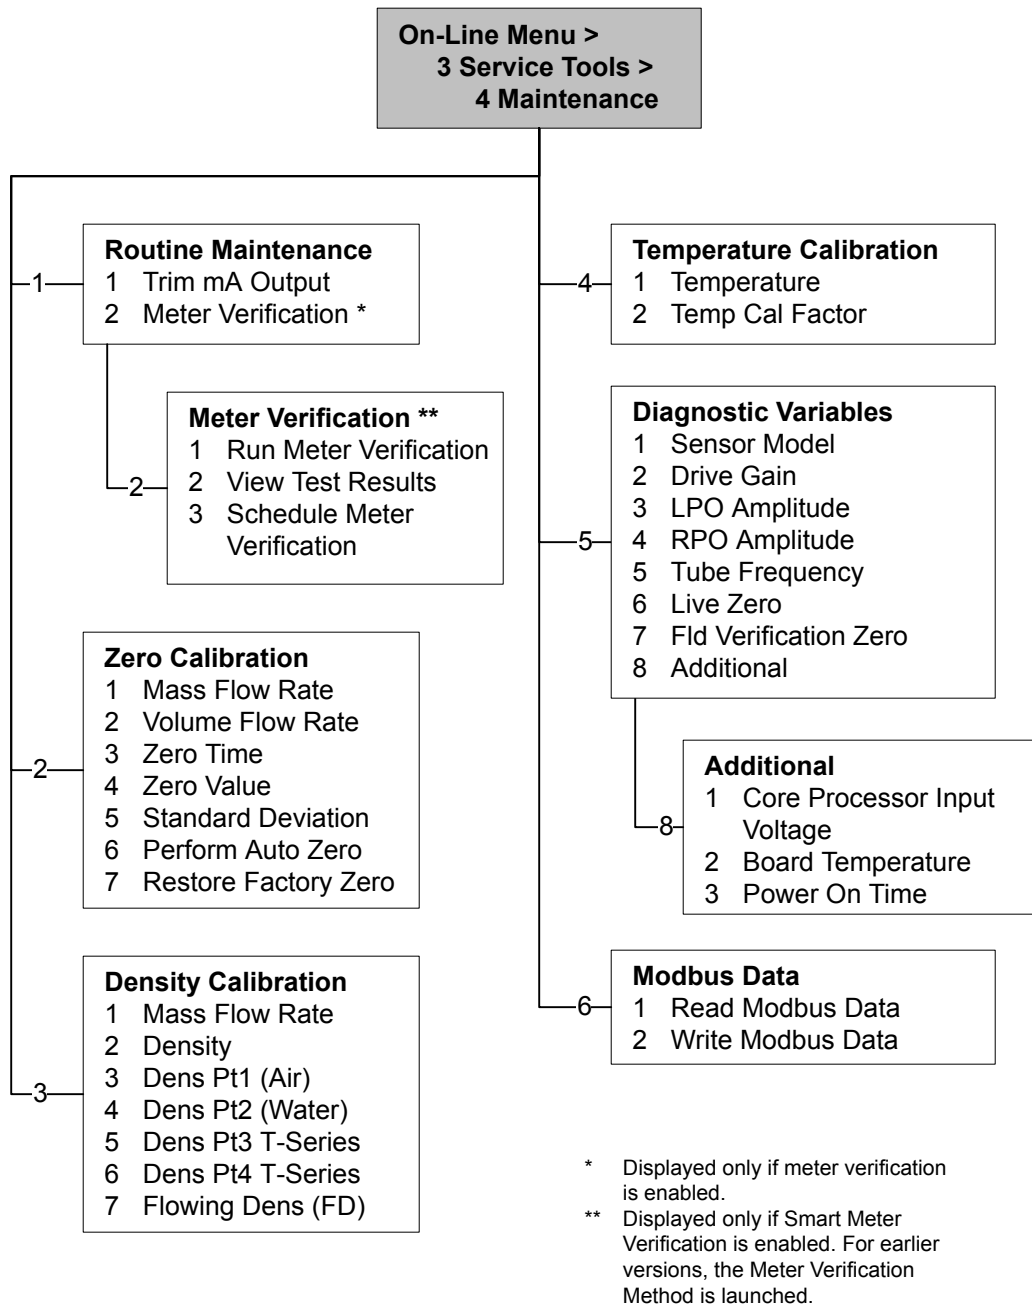 On-Line Menu >
3 Service Tools >
4 Maintenance
1
Routine Maintenance
1 Trim mA Output
2 Meter Verification *
2
Meter Verification **
1 Run Meter Verification
2 View Test Results
3 Schedule Meter
Verification
2
Zero Calibration
1 Mass Flow Rate
2 Volume Flow Rate
3 Zero Time
4 Zero Value
5 Standard Deviation
6 Perform Auto Zero
7 Restore Factory Zero
3
Density Calibration
1 Mass Flow Rate
2 Density
3 Dens Pt1 (Air)
4 Dens Pt2 (Water)
5 Dens Pt3 T-Series
6 Dens Pt4 T-Series
7 Flowing Dens (FD)
4
Temperature Calibration
1 Temperature
2 Temp Cal Factor
5
Diagnostic Variables
1 Sensor Model
2 Drive Gain
3 LPO Amplitude
4 RPO Amplitude
5 Tube Frequency
6 Live Zero
7 Fld Verification Zero
8 Additional
8
Additional
1 Core Processor Input
Voltage
2 Board Temperature
3 Power On Time
6
Modbus Data
1 Read Modbus Data
2 Write Modbus Data
* Displayed only if meter verification
is enabled.
** Displayed only if Smart Meter
Verification is enabled. For earlier
versions, the Meter Verification
Method is launched.